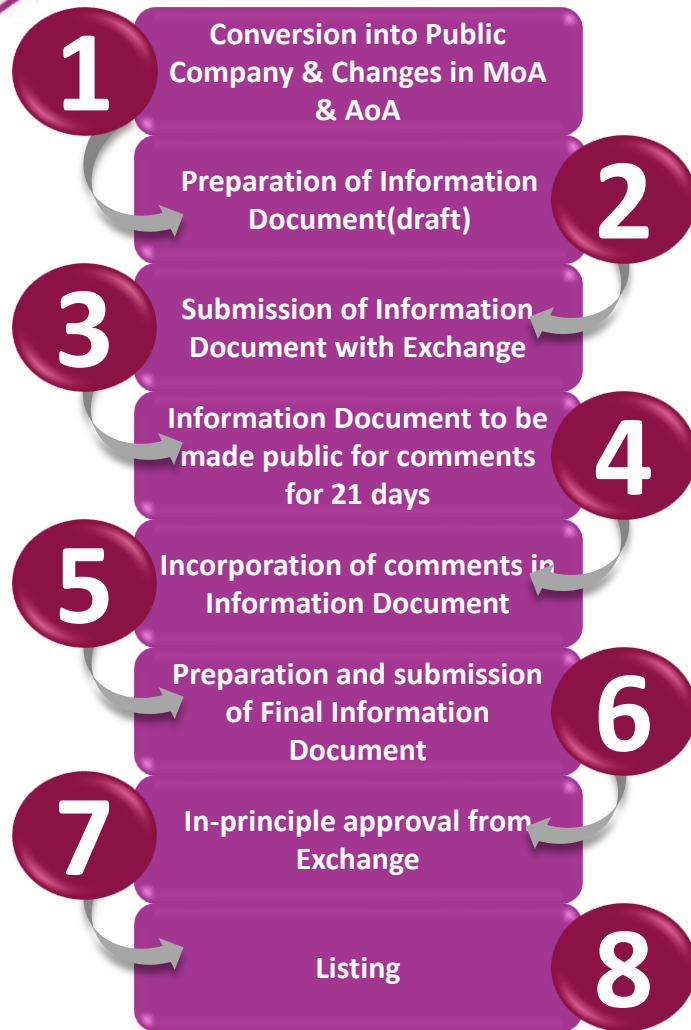 1
Conversion into Public
Company & Changes in MoA
& AoA
Preparation of Information
Document(draft)
2
3
Submission of Information
Document with Exchange
Information Document to be
made public for comments
for 21 days
4
5
Incorporation of comments in
Information Document
Preparation and submission
of Final Information
Document
6
7
In-principle approval from
Exchange
Listing
8